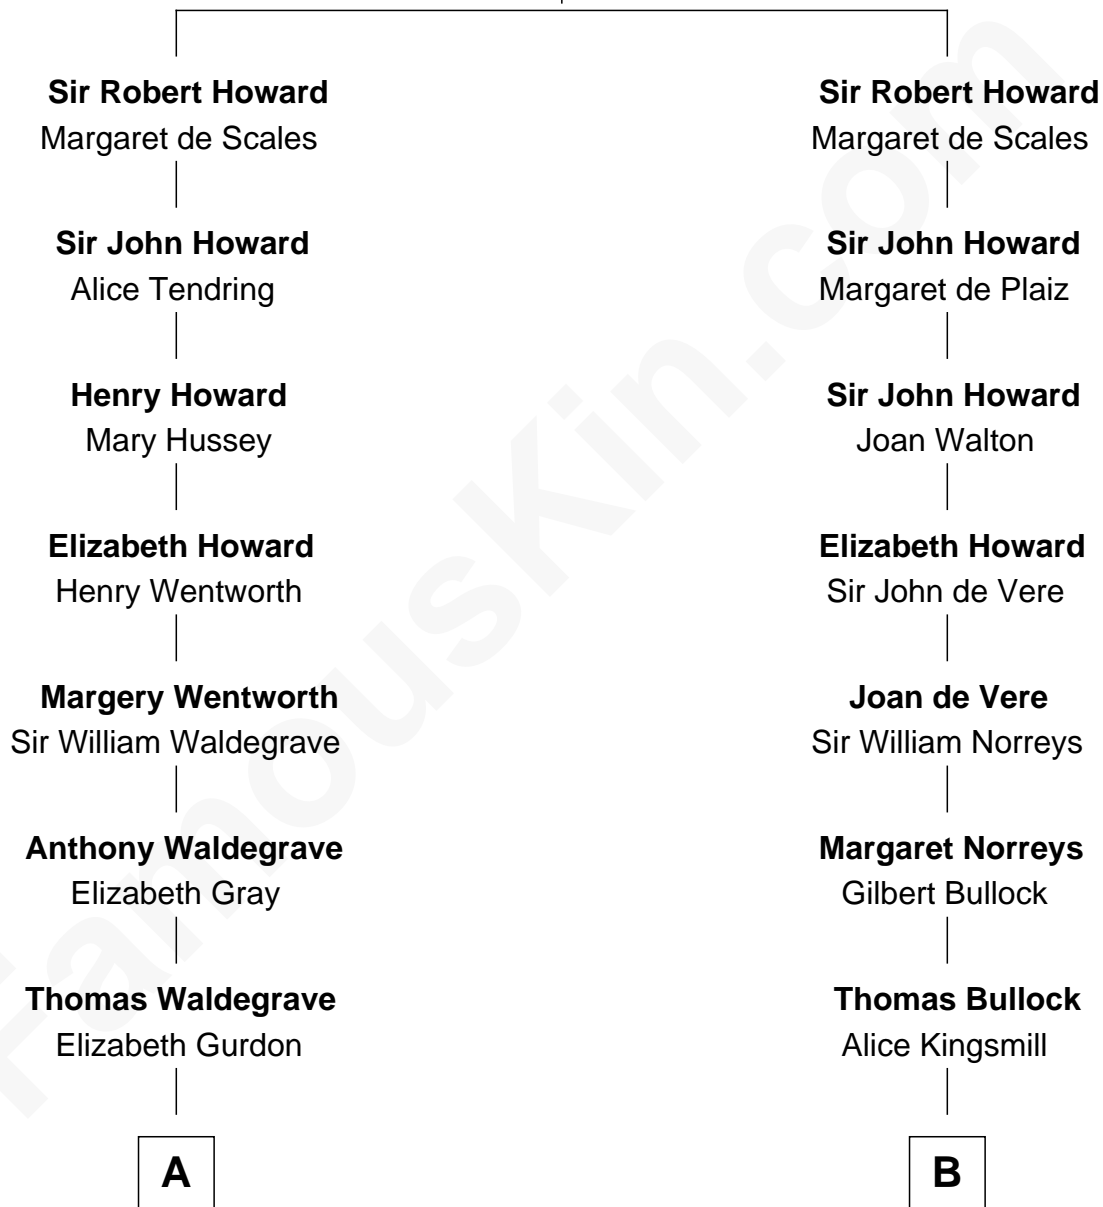 Sir Robert Howard
Margaret de Scales
Sir John Howard
Alice Tendring
Henry Howard
Mary Hussey
Elizabeth Howard
Henry Wentworth
Margery Wentworth
Sir William Waldegrave
Anthony Waldegrave
Elizabeth Gray
Thomas Waldegrave
Elizabeth Gurdon
A
Sir Robert Howard
Margaret de Scales
Sir John Howard
Margaret de Plaiz
Sir John Howard
Joan Walton
Elizabeth Howard
Sir John de Vere
Joan de Vere
Sir William Norreys
Margaret Norreys
Gilbert Bullock
Thomas Bullock
Alice Kingsmill
B
FamousKin.com